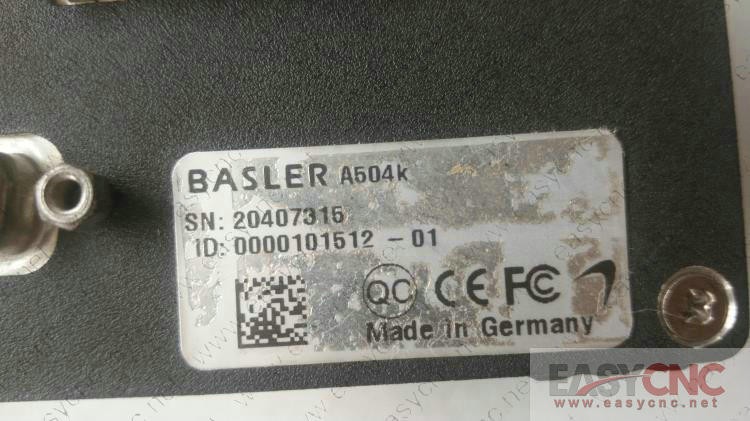 BASLER A504k
SN: 20407315
ID: 0000101512 - 01
QC CE FC
Made in Germany
EASYCNC
www.easycnc.net